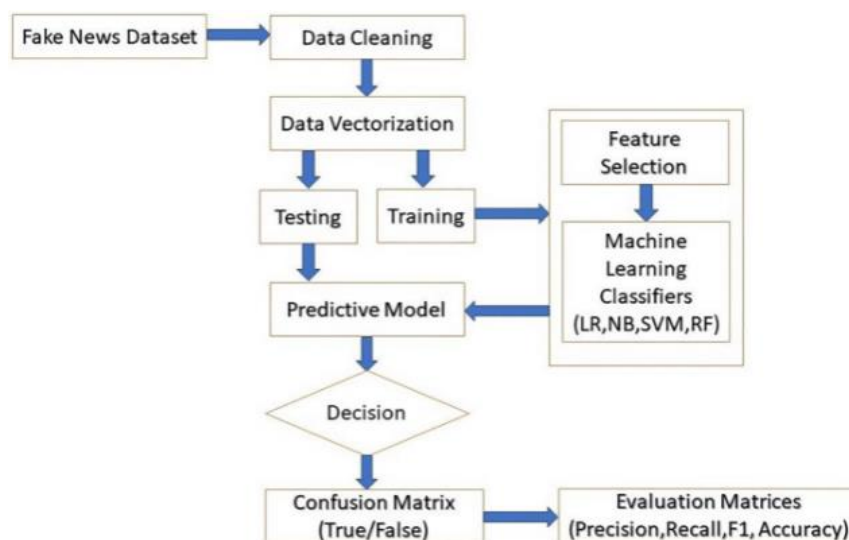 Fake News Dataset
Data Cleaning
Data Vectorization
Testing
Training
Feature
Selection
Machine
Learning
Classifiers
(LR,NB,SVM,RF)
Predictive Model
Decision
Confusion Matrix
(True/False)
Evaluation Matrices
(Precision,Recall,F1, Accuracy)